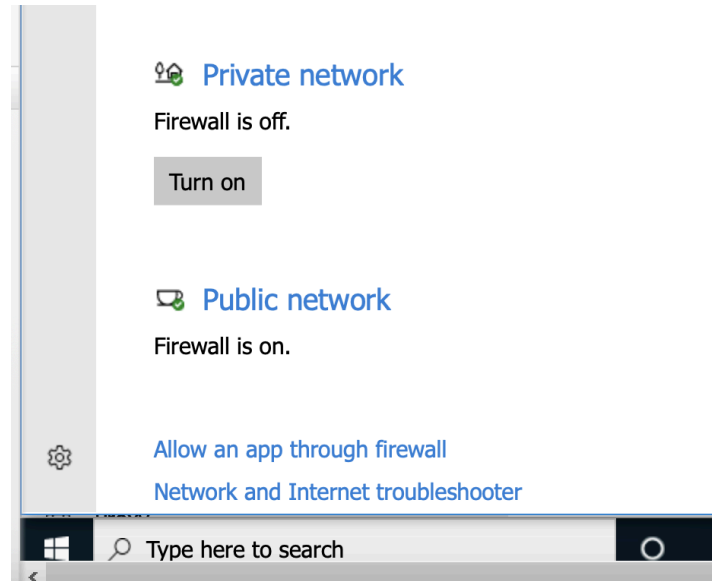 Private network
Firewall is off.
Turn on
Public network
Firewall is on.
Allow an app through firewall
Network and Internet troubleshooter
Type here to search